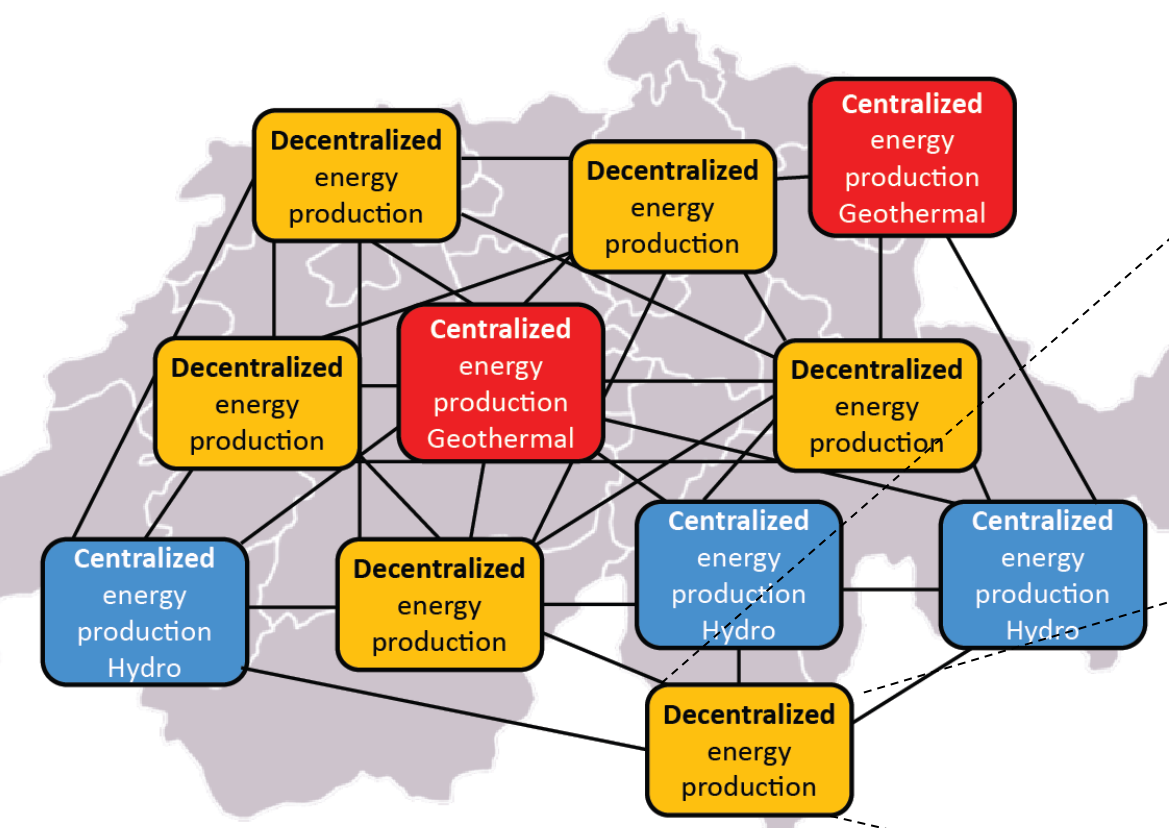 Decentralized
energy
production
Decentralized
energy
production
Centralized
energy
production
Geothermal
Decentralized
energy
production
Centralized
energy
production
Geothermal
Decentralized
energy
production
Centralized
energy
production
Hydro
Decentralized
energy
production
Centralized
energy
production
Hydro
Centralized
energy
production
Hydro
Decentralized
energy
production